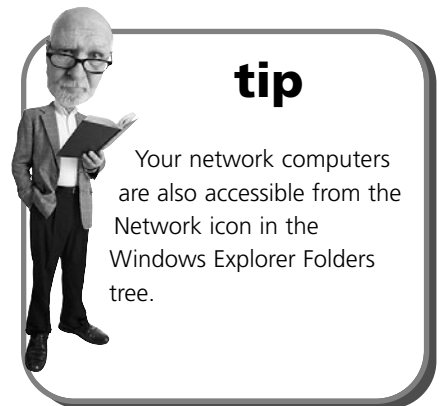 tip
Your network computers
are also accessible from the
Network icon in the
Windows Explorer Folders
tree.